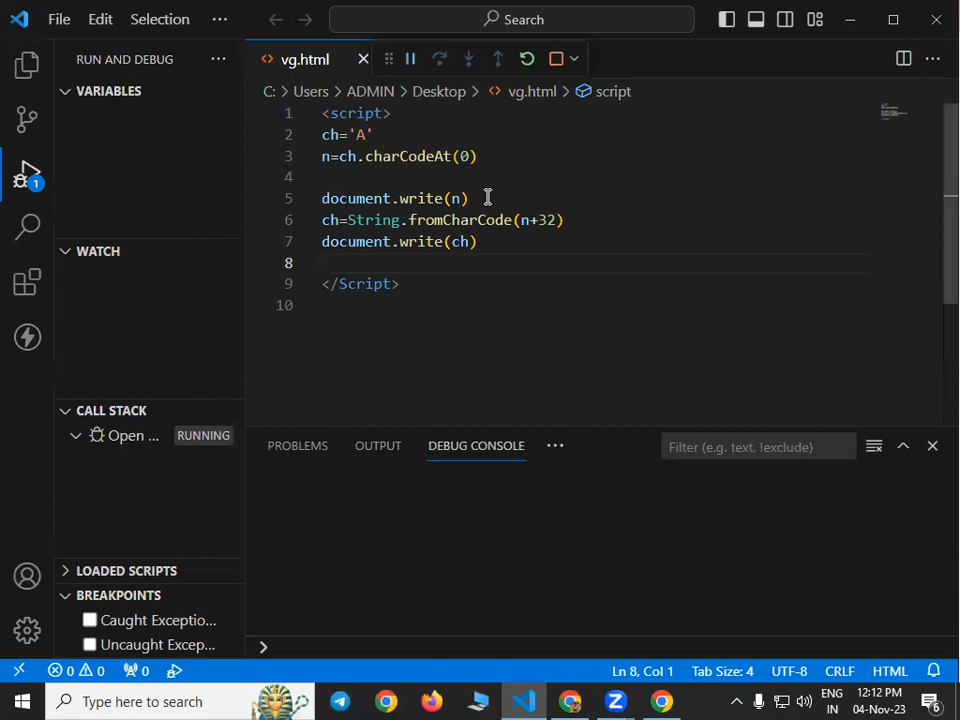 File Edit Selection ··· Search
RUN AND DEBUG ··· vg.html
VARIABLES
C: > Users > ADMIN > Desktop > vg.html > script
1 <script>
2 ch='A'
3 n=ch.charCodeAt(0)
4
5 document.write(n)
6 ch=String.fromCharCode(n+32)
7 document.write(ch)
8
9 </Script>
10
WATCH
CALL STACK
Open ... RUNNING
LOADED SCRIPTS
BREAKPOINTS
Caught Exceptio...
Uncaught Excep...
1
PROBLEMS OUTPUT DEBUG CONSOLE ··· Filter (e.g. text, !exclude)
0 0 0 Ln 8, Col 1 Tab Size: 4 UTF-8 CRLF HTML
Type here to search
ENG
IN
12:12 PM
04-Nov-23
6